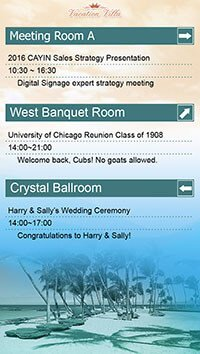 Vacation Villa
Meeting Room A
2016 CAYIN Sales Strategy Presentation
10:30 ~ 16:30
Digital Signage expert strategy meeting
West Banquet Room
University of Chicago Reunion Class of 1908
14:00~21:00
Welcome back, Cubs! No goats allowed.
Crystal Ballroom
Harry & Sally's Wedding Ceremony
14:00~17:00
Congratulations to Harry & Sally!